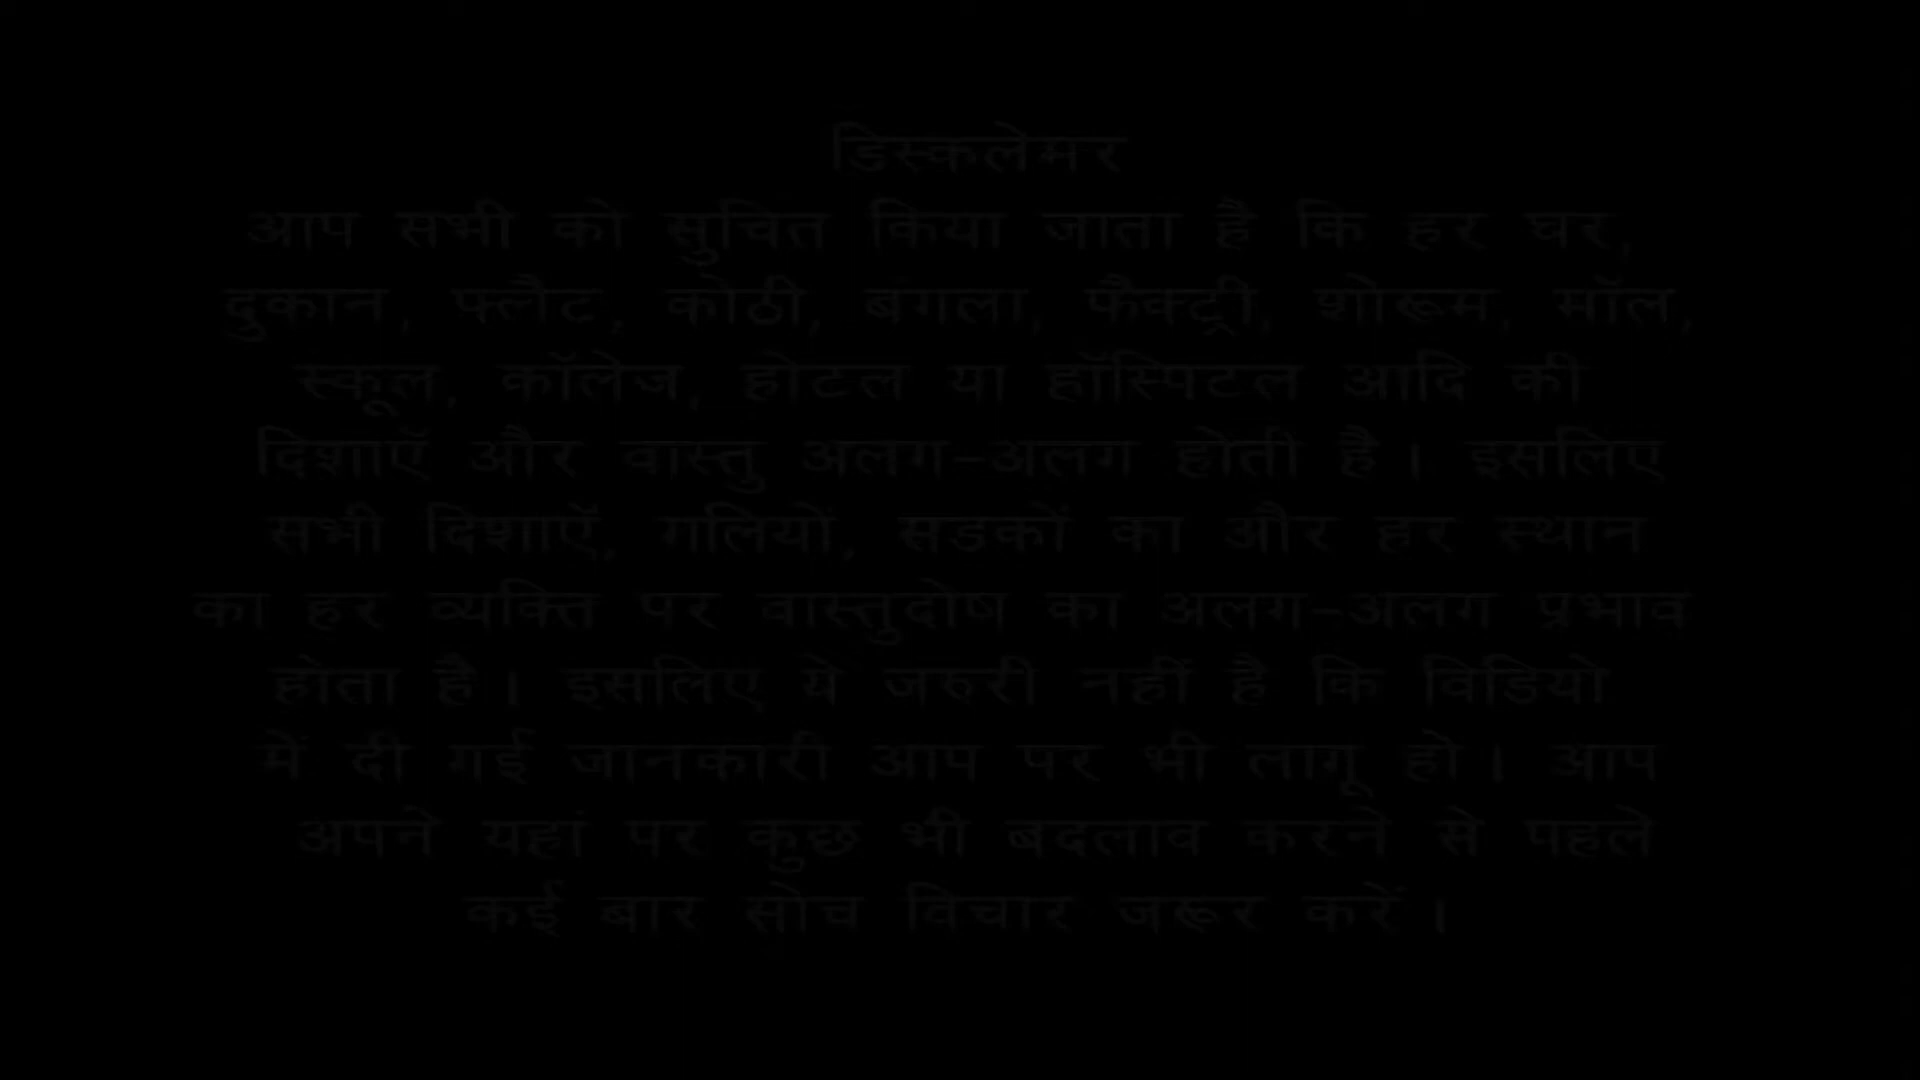 डिस्कलेमर
आप सभी को सुचित किया जाता है कि हर घर,
दुकान, फ्लैट, कोठी, बंगला, फैक्ट्री, शोरूम, मॉल,
स्कूल, कॉलेज, होटल या हॉस्पिटल आदि की
दिशाएँ और वास्तु अलग–अलग होती है। इसलिए
सभी दिशाएँ, गलियों, सडकों का और हर स्थान
का हर व्यक्ति पर वास्तुदोष का अलग–अलग प्रभाव
होता है। इसलिए ये जरुरी नहीं है कि विडियो
में दी गई जानकारी आप पर भी लागू हो। आप
अपने यहां पर कुछ भी बदलाव करने से पहले
कई बार सोच विचार जरूर करें।